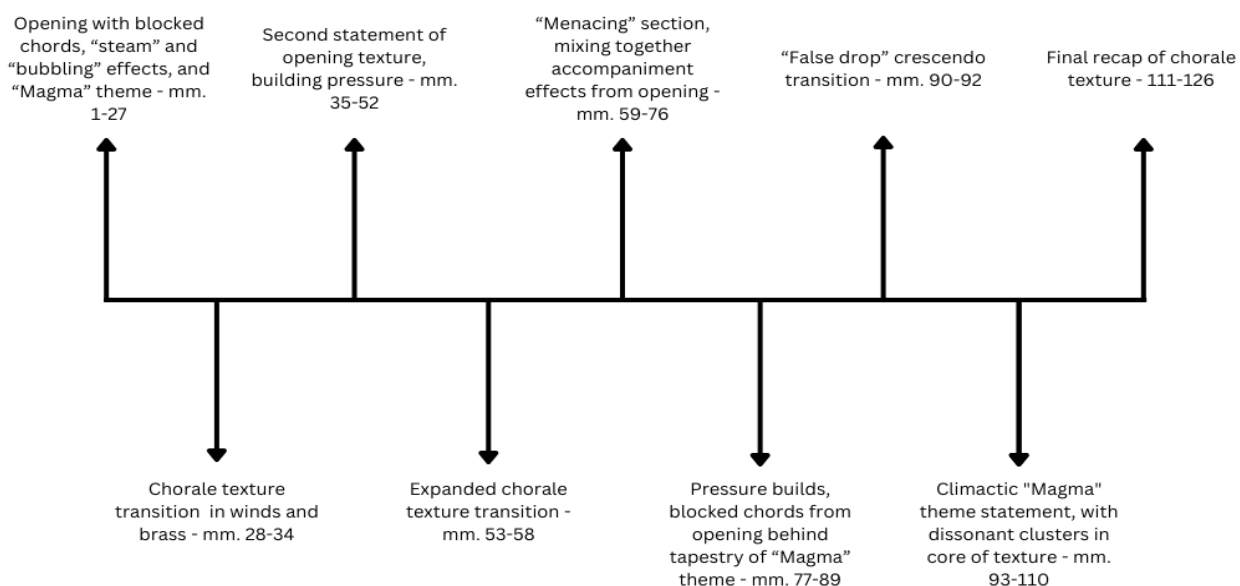 Opening with blocked
chords, “steam” and
“bubbling” effects, and
“Magma” theme - mm.
1-27
Second statement of
opening texture,
building pressure - mm.
35-52
“Menacing” section,
mixing together
accompaniment
effects from opening -
mm. 59-76
“False drop” crescendo
transition - mm. 90-92
Final recap of chorale
texture - 111-126
Chorale texture
transition in winds and
brass - mm. 28-34
Expanded chorale
texture transition -
mm. 53-58
Pressure builds,
blocked chords from
opening behind
tapestry of “Magma”
theme - mm. 77-89
Climactic "Magma"
theme statement, with
dissonant clusters in
core of texture - mm.
93-110